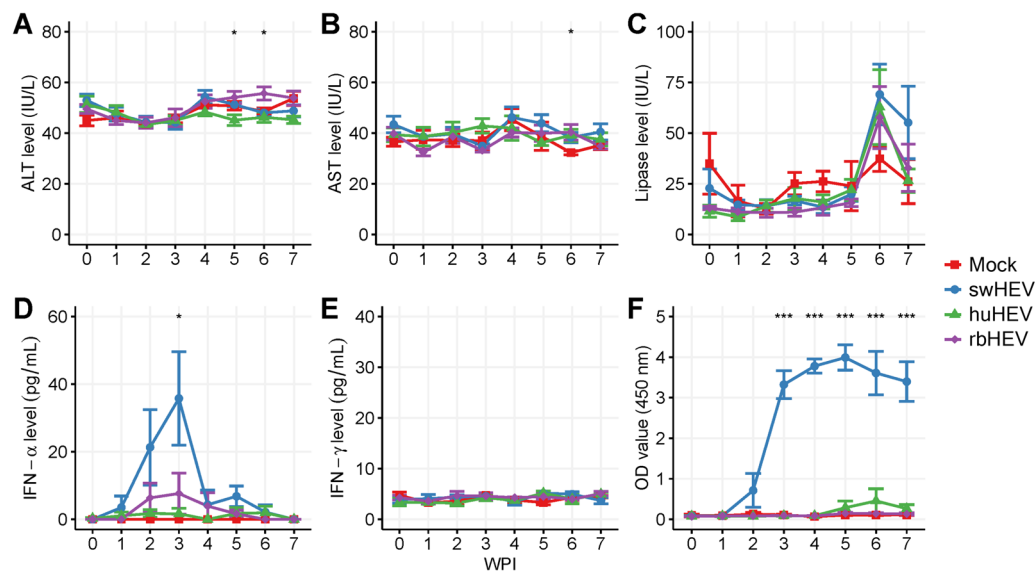 A B C
ALT level (IU/L)
80
60
40
20
0
0 1 2 3 4 5 6 7
* *
AST level (IU/L)
80
60
40
20
0
0 1 2 3 4 5 6 7
*
Lipase level (IU/L)
100
75
50
25
0
0 1 2 3 4 5 6 7
Mock
swHEV
huHEV
rbHEV
D E F
IFN − α level (pg/mL)
60
40
20
0
0 1 2 3 4 5 6 7
*
IFN − γ level (pg/mL)
40
30
20
10
0
0 1 2 3 4 5 6 7
WPI
OD value (450 nm)
5
4
3
2
1
0
0 1 2 3 4 5 6 7
*** *** *** *** ***